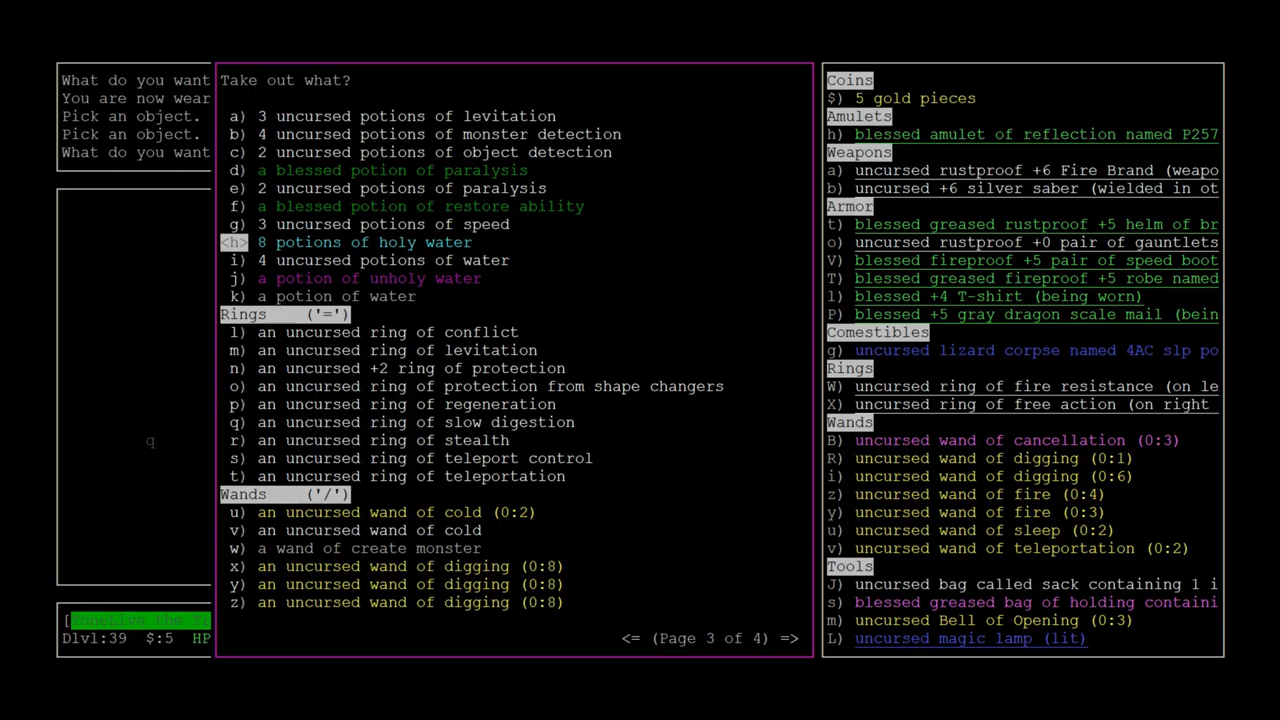 What do you want
You are now wear
Pick an object.
Pick an object.
What do you want
q
[ToneLive the Tr
Dlvl:39 $:5 HP
Take out what?
a) 3 uncursed potions of levitation
b) 4 uncursed potions of monster detection
c) 2 uncursed potions of object detection
d) a blessed potion of paralysis
e) 2 uncursed potions of paralysis
f) a blessed potion of restore ability
g) 3 uncursed potions of speed
<h> 8 potions of holy water
i) 4 uncursed potions of water
j) a potion of unholy water
k) a potion of water
Rings ('=')
l) an uncursed ring of conflict
m) an uncursed ring of levitation
n) an uncursed +2 ring of protection
o) an uncursed ring of protection from shape changers
p) an uncursed ring of regeneration
q) an uncursed ring of slow digestion
r) an uncursed ring of stealth
s) an uncursed ring of teleport control
t) an uncursed ring of teleportation
Wands ('/')
u) an uncursed wand of cold (0:2)
v) an uncursed wand of cold
w) a wand of create monster
x) an uncursed wand of digging (0:8)
y) an uncursed wand of digging (0:8)
z) an uncursed wand of digging (0:8)
<= (Page 3 of 4) =>
Coins
$) 5 gold pieces
Amulets
h) blessed amulet of reflection named P257
Weapons
a) uncursed rustproof +6 Fire Brand (weapo
b) uncursed +6 silver saber (wielded in ot
Armor
t) blessed greased rustproof +5 helm of br
o) uncursed rustproof +0 pair of gauntlets
V) blessed fireproof +5 pair of speed boot
T) blessed greased fireproof +5 robe named
l) blessed +4 T-shirt (being worn)
P) blessed +5 gray dragon scale mail (bein
Comestibles
g) uncursed lizard corpse named 4AC slp po
Rings
W) uncursed ring of fire resistance (on le
X) uncursed ring of free action (on right
Wands
B) uncursed wand of cancellation (0:3)
R) uncursed wand of digging (0:1)
i) uncursed wand of digging (0:6)
z) uncursed wand of fire (0:4)
y) uncursed wand of fire (0:3)
u) uncursed wand of sleep (0:2)
v) uncursed wand of teleportation (0:2)
Tools
J) uncursed bag called sack containing 1 i
s) blessed greased bag of holding containi
m) uncursed Bell of Opening (0:3)
L) uncursed magic lamp (lit)